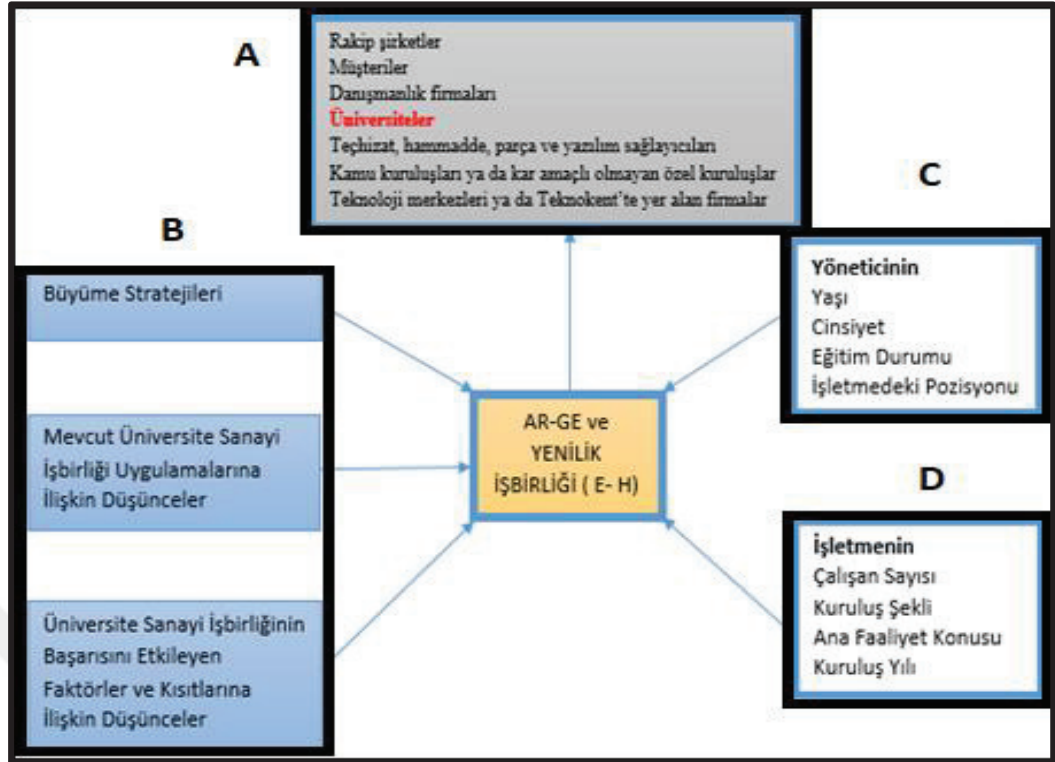 A
Rakip şirketler
Müşteriler
Danışmanlık firmaları
Üniversiteler
Teçhizat, hammadde, parça ve yazılım sağlayıcıları
Kamu kuruluşları ya da kar amaçlı olmayan özel kuruluşlar
Teknoloji merkezleri ya da Teknokent'te yer alan firmalar
B
Büyüme Stratejileri
Mevcut Üniversite Sanayi
İşbirliği Uygulamalarına
İlişkin Düşünceler
Üniversite Sanayi İşbirliğinin
Başarısını Etkileyen
Faktörler ve Kısıtlarına
İlişkin Düşünceler
AR-GE ve
YENİLİK
İŞBİRLİĞİ ( E- H)
C
Yöneticinin
Yaşı
Cinsiyet
Eğitim Durumu
İşletmedeki Pozisyonu
D
İşletmenin
Çalışan Sayısı
Kuruluş Şekli
Ana Faaliyet Konusu
Kuruluş Yılı